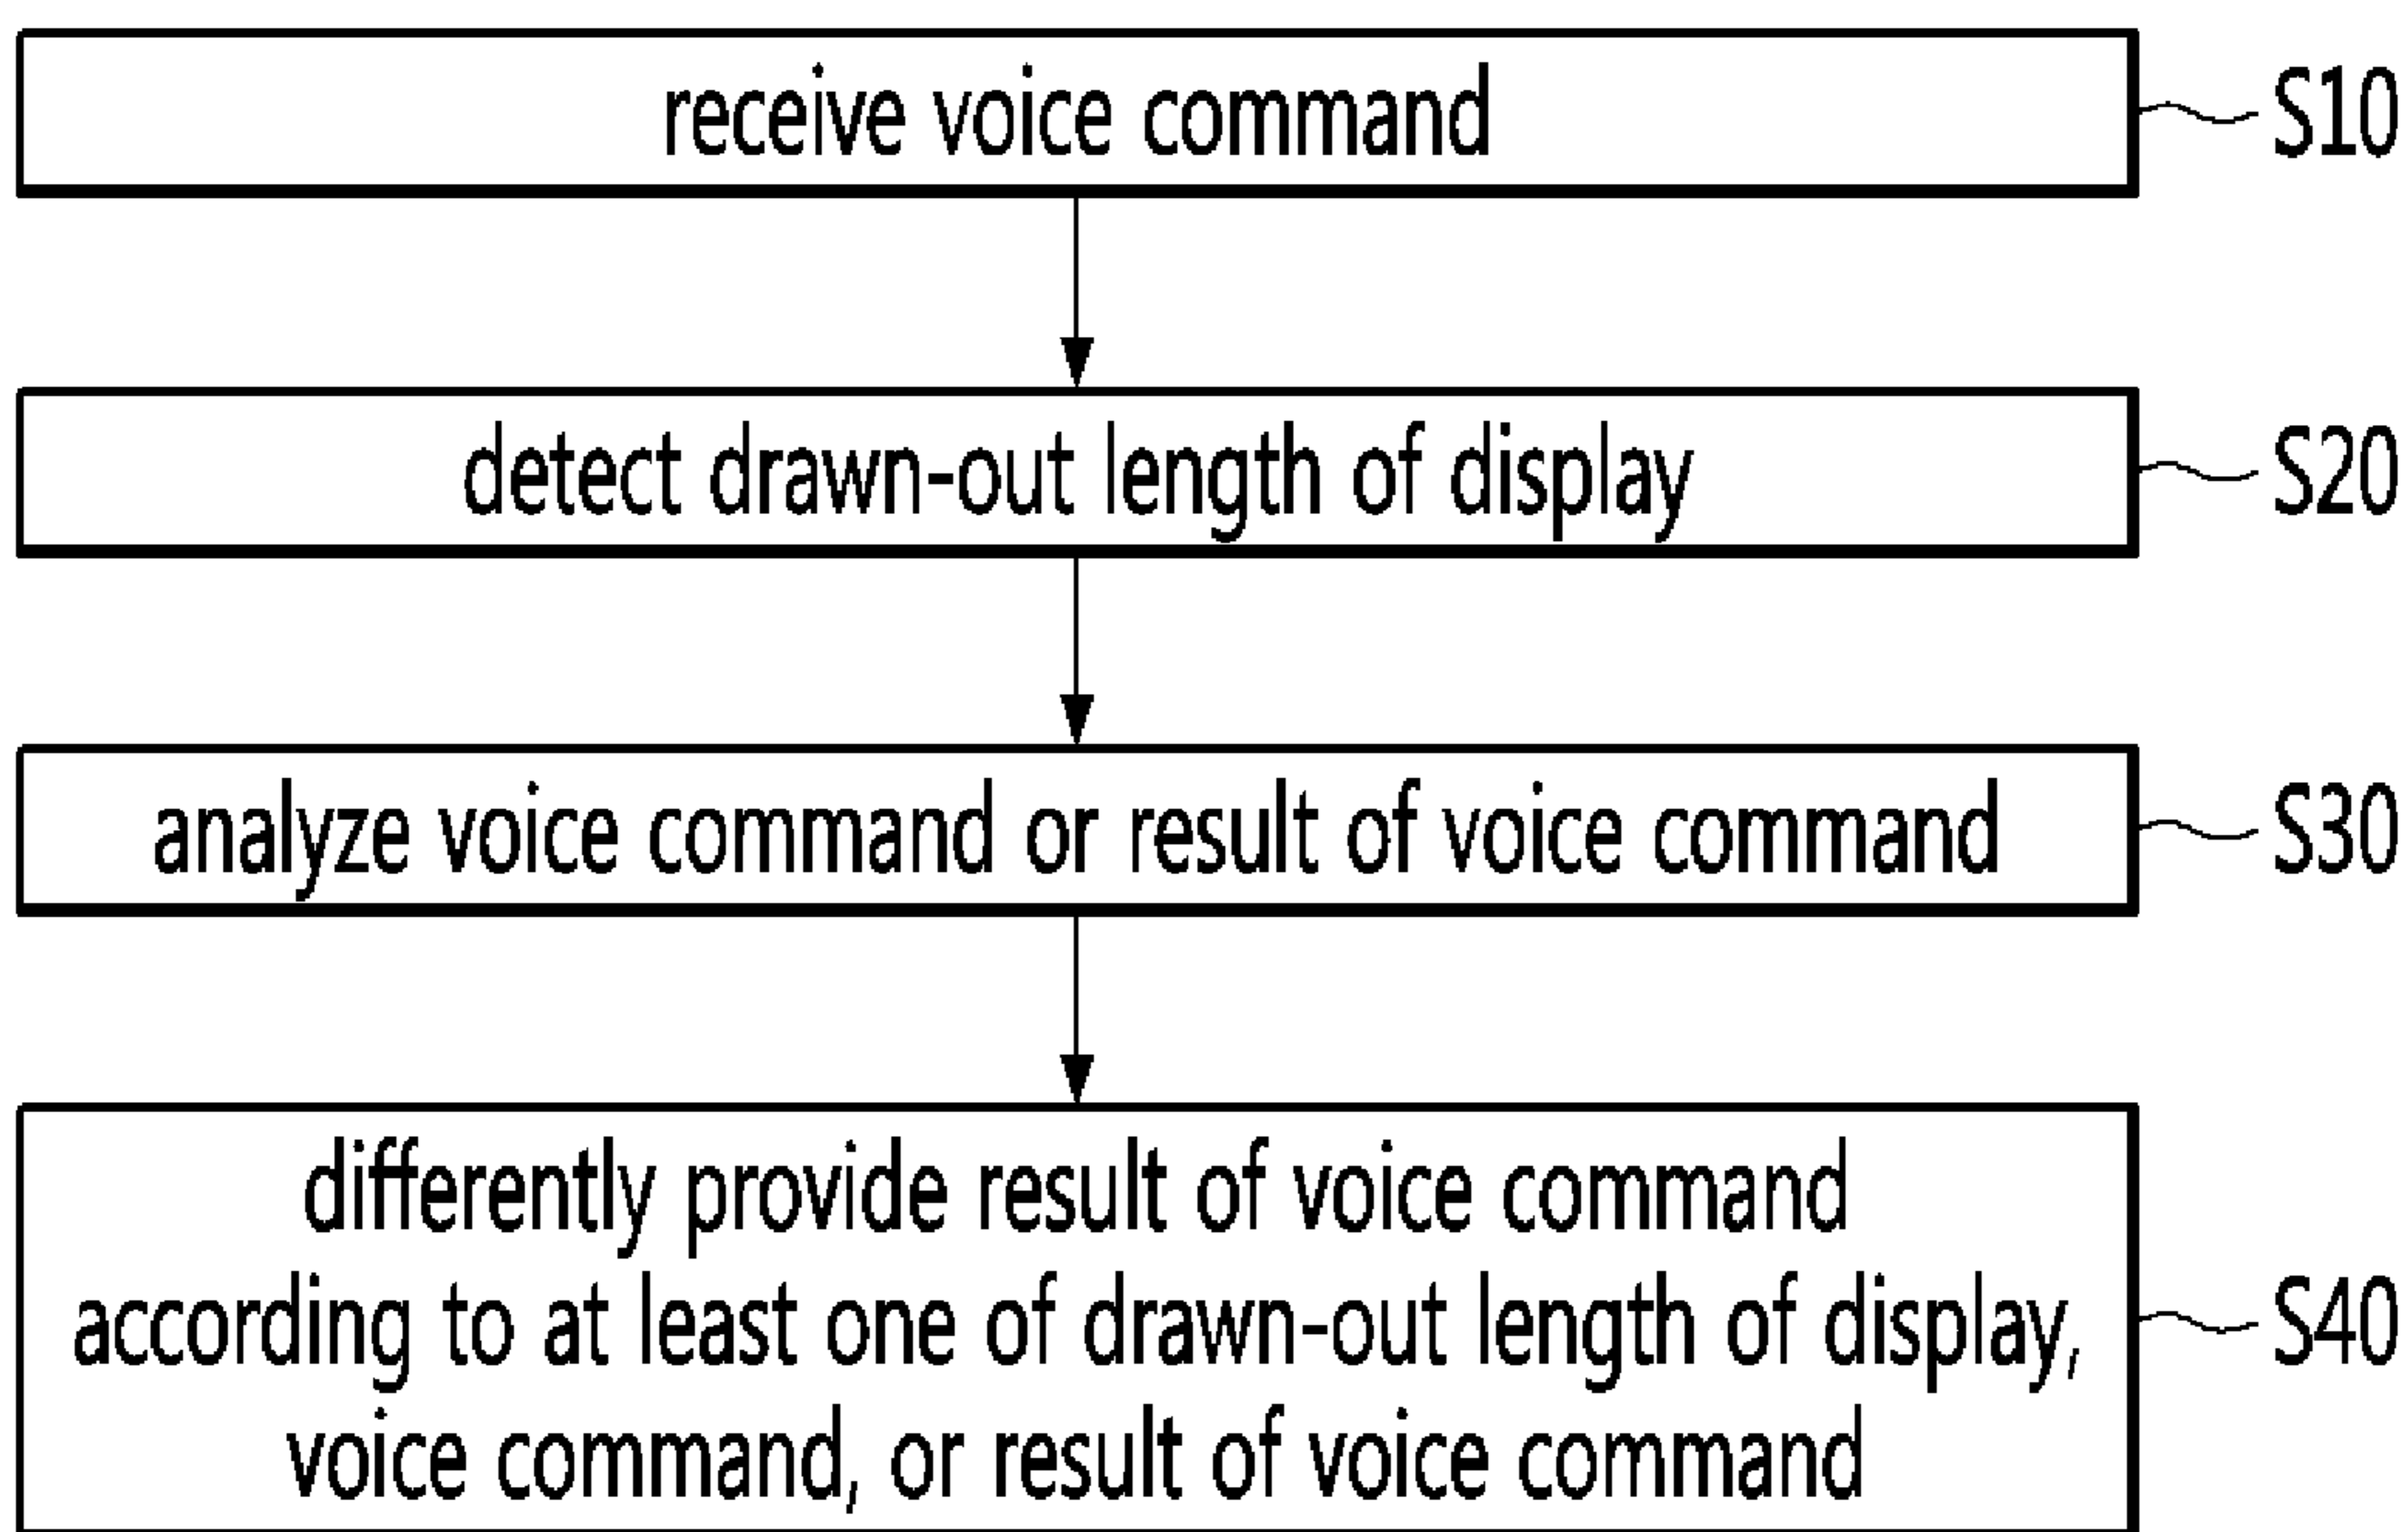 receive voice command
S10
detect drawn-out length of display
S20
analyze voice command or result of voice command
S30
differently provide result of voice command
according to at least one of drawn-out length of display,
S40
voice command, or result of voice command